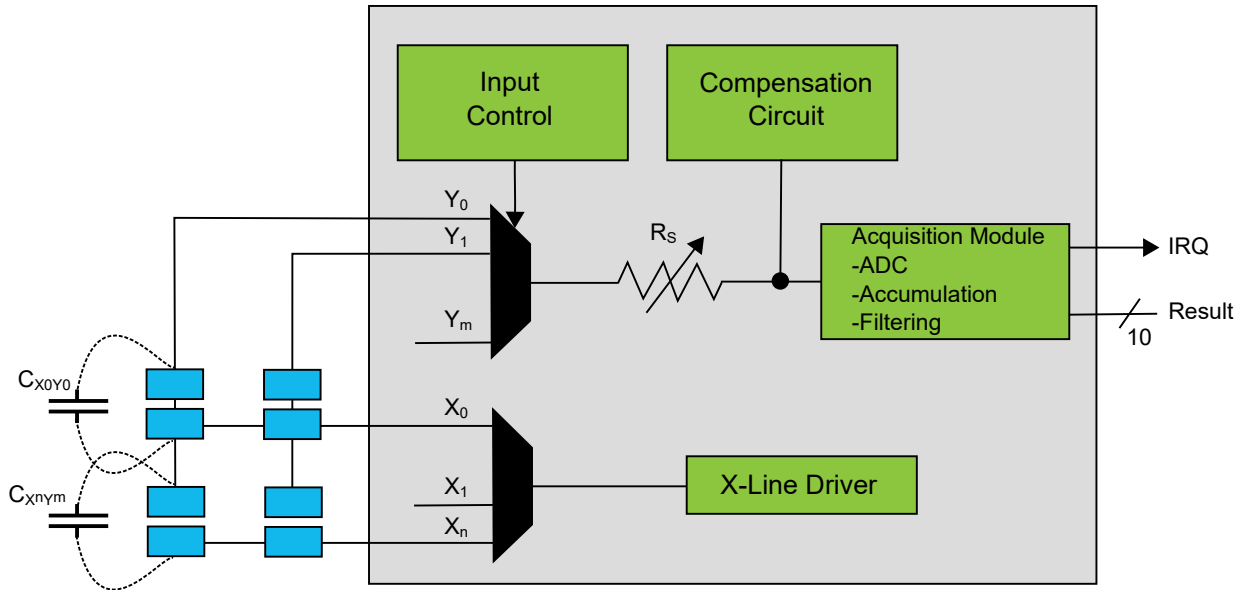 Input
Control
Compensation
Circuit
Y0
Y1
Ym
RS
Acquisition Module
-ADC
-Accumulation
-Filtering
IRQ
Result
10
CX0Y0
CXnYm
X0
X1
Xn
X-Line Driver